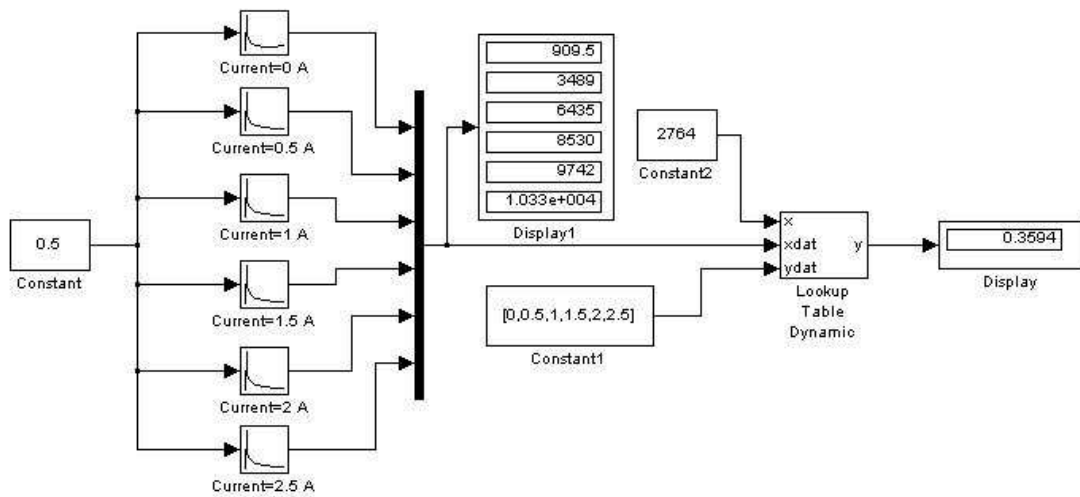 Current=0 A
Current=0.5 A
Current=1 A
Current=1.5 A
Current=2 A
Current=2.5 A
0.5
Constant
909.5
3489
6435
8530
9742
1.033e+004
Display1
2764
Constant2
[0,0.5,1,1.5,2,2.5]
Constant1
x
xdat y
ydat
Lookup
Table
Dynamic
0.3594
Display